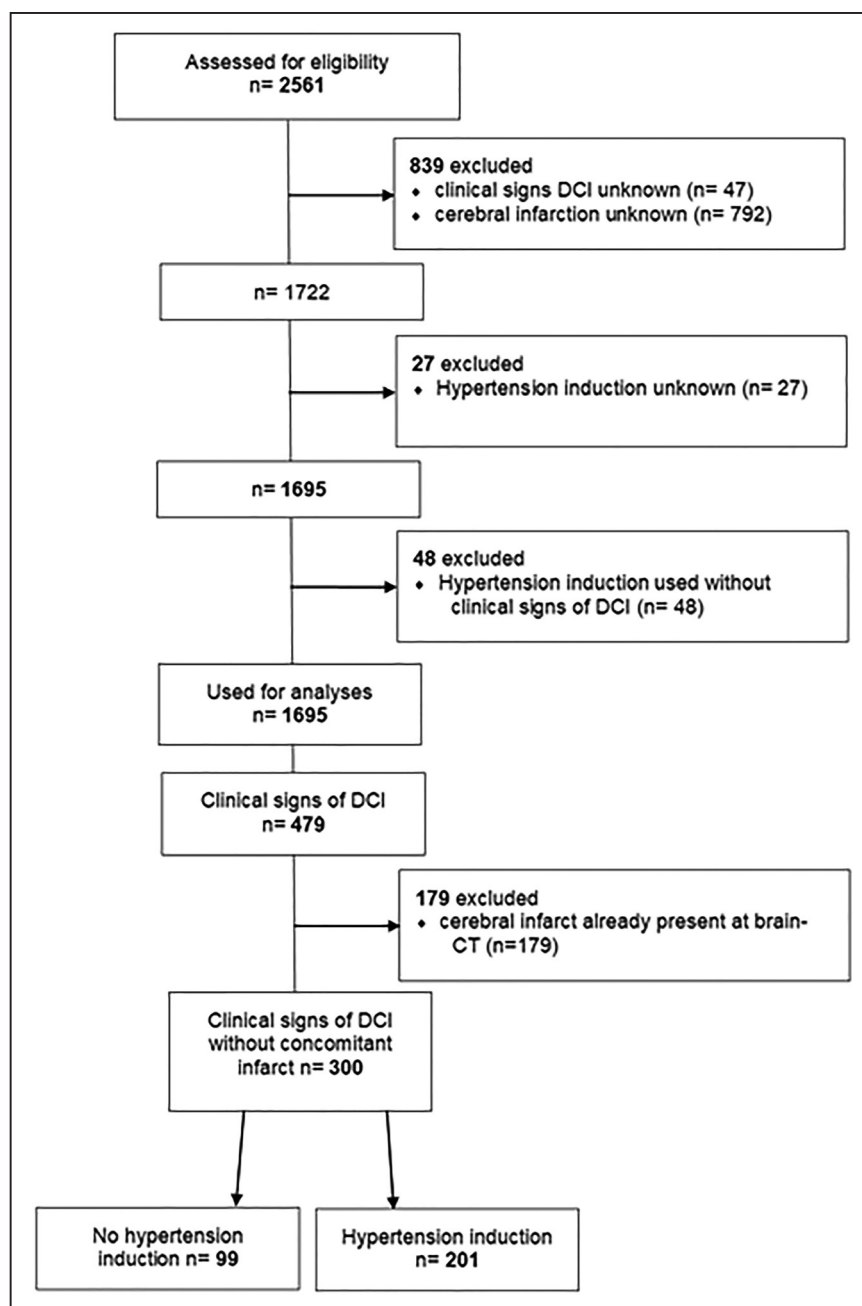 Assessed for eligibility
n= 2561
839 excluded
♦ clinical signs DCI unknown (n= 47)
♦ cerebral infarction unknown (n= 792)
n= 1722
27 excluded
♦ Hypertension induction unknown (n= 27)
n= 1695
48 excluded
♦ Hypertension induction used without
clinical signs of DCI (n= 48)
Used for analyses
n= 1695
Clinical signs of DCI
n= 479
179 excluded
♦ cerebral infarct already present at brain-
CT (n=179)
Clinical signs of DCI
without concomitant
infarct n= 300
No hypertension
induction n= 99
Hypertension induction
n= 201